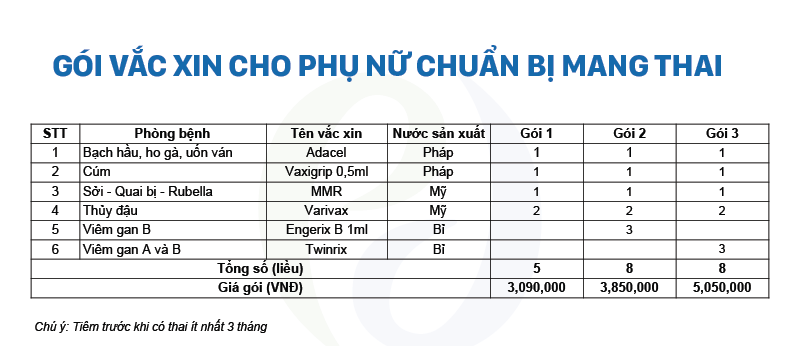 GÓI VẮC XIN CHO PHỤ NỮ CHUẨN BỊ MANG THAI
STT Phòng bệnh Tên vắc xin Nước sản xuất Gói 1 Gói 2 Gói 3
1 Bạch hầu, ho gà, uốn ván Adacel Pháp 1 1 1
2 Cúm Vaxigrip 0,5ml Pháp 1 1 1
3 Sởi - Quai bị - Rubella MMR Mỹ 1 1 1
4 Thủy đậu Varivax Mỹ 2 2 2
5 Viêm gan B Engerix B 1ml Bỉ 3
6 Viêm gan A và B Twinrix Bỉ 3
Tổng số (liều) 5 8 8
Giá gói (VNĐ) 3,090,000 3,850,000 5,050,000
Chú ý: Tiêm trước khi có thai ít nhất 3 tháng